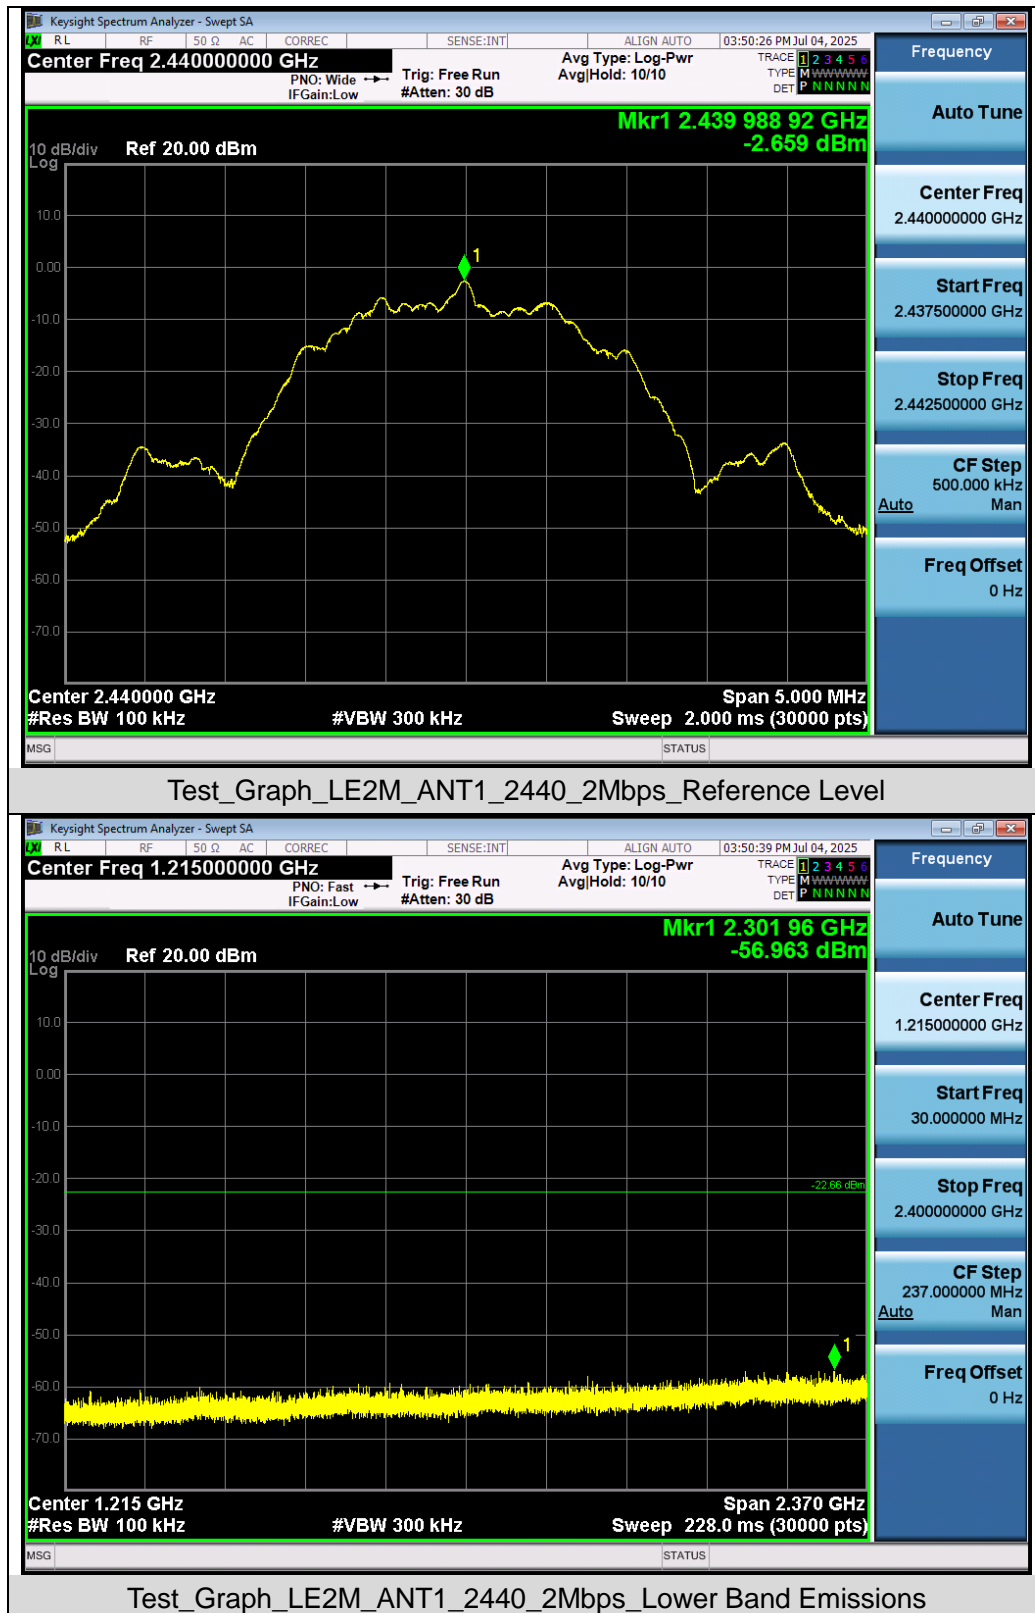 Keysight Spectrum Analyzer - Swept SA
LXI RL RF 50 Ω AC CORREC SENSE:INT ALIGN AUTO 03:50:26 PM Jul 04, 2025
Center Freq 2.440000000 GHz
PNO: Wide
IFGain:Low
Trig: Free Run
#Atten: 30 dB
Avg Type: Log-Pwr
Avg|Hold: 10/10
TRACE 1 2 3 4 5 6
TYPE M WWWWW
DET P N N N N N
Mkr1 2.439 988 92 GHz
-2.659 dBm
10 dB/div
Log
Ref 20.00 dBm
1
10.0
0.00
-10.0
-20.0
-30.0
-40.0
-50.0
-60.0
-70.0
Center 2.440000 GHz
Span 5.000 MHz
#Res BW 100 kHz
#VBW 300 kHz
Sweep 2.000 ms (30000 pts)
MSG
STATUS
Frequency
Auto Tune
Center Freq
2.440000000 GHz
Start Freq
2.437500000 GHz
Stop Freq
2.442500000 GHz
CF Step
500.000 kHz
Auto Man
Freq Offset
0 Hz
Test_Graph_LE2M_ANT1_2440_2Mbps_Reference Level
Keysight Spectrum Analyzer - Swept SA
LXI RL RF 50 Ω AC CORREC SENSE:INT ALIGN AUTO 03:50:39 PM Jul 04, 2025
Center Freq 1.215000000 GHz
PNO: Fast
IFGain:Low
Trig: Free Run
#Atten: 30 dB
Avg Type: Log-Pwr
Avg|Hold: 10/10
TRACE 1 2 3 4 5 6
TYPE M WWWWW
DET P N N N N N
Mkr1 2.301 96 GHz
-56.963 dBm
10 dB/div
Log
Ref 20.00 dBm
10.0
0.00
-10.0
-20.0
-22.66 dBm
-30.0
-40.0
-50.0
1
-60.0
-70.0
Center 1.215 GHz
Span 2.370 GHz
#Res BW 100 kHz
#VBW 300 kHz
Sweep 228.0 ms (30000 pts)
MSG
STATUS
Frequency
Auto Tune
Center Freq
1.215000000 GHz
Start Freq
30.000000 MHz
Stop Freq
2.400000000 GHz
CF Step
237.000000 MHz
Auto Man
Freq Offset
0 Hz
Test_Graph_LE2M_ANT1_2440_2Mbps_Lower Band Emissions